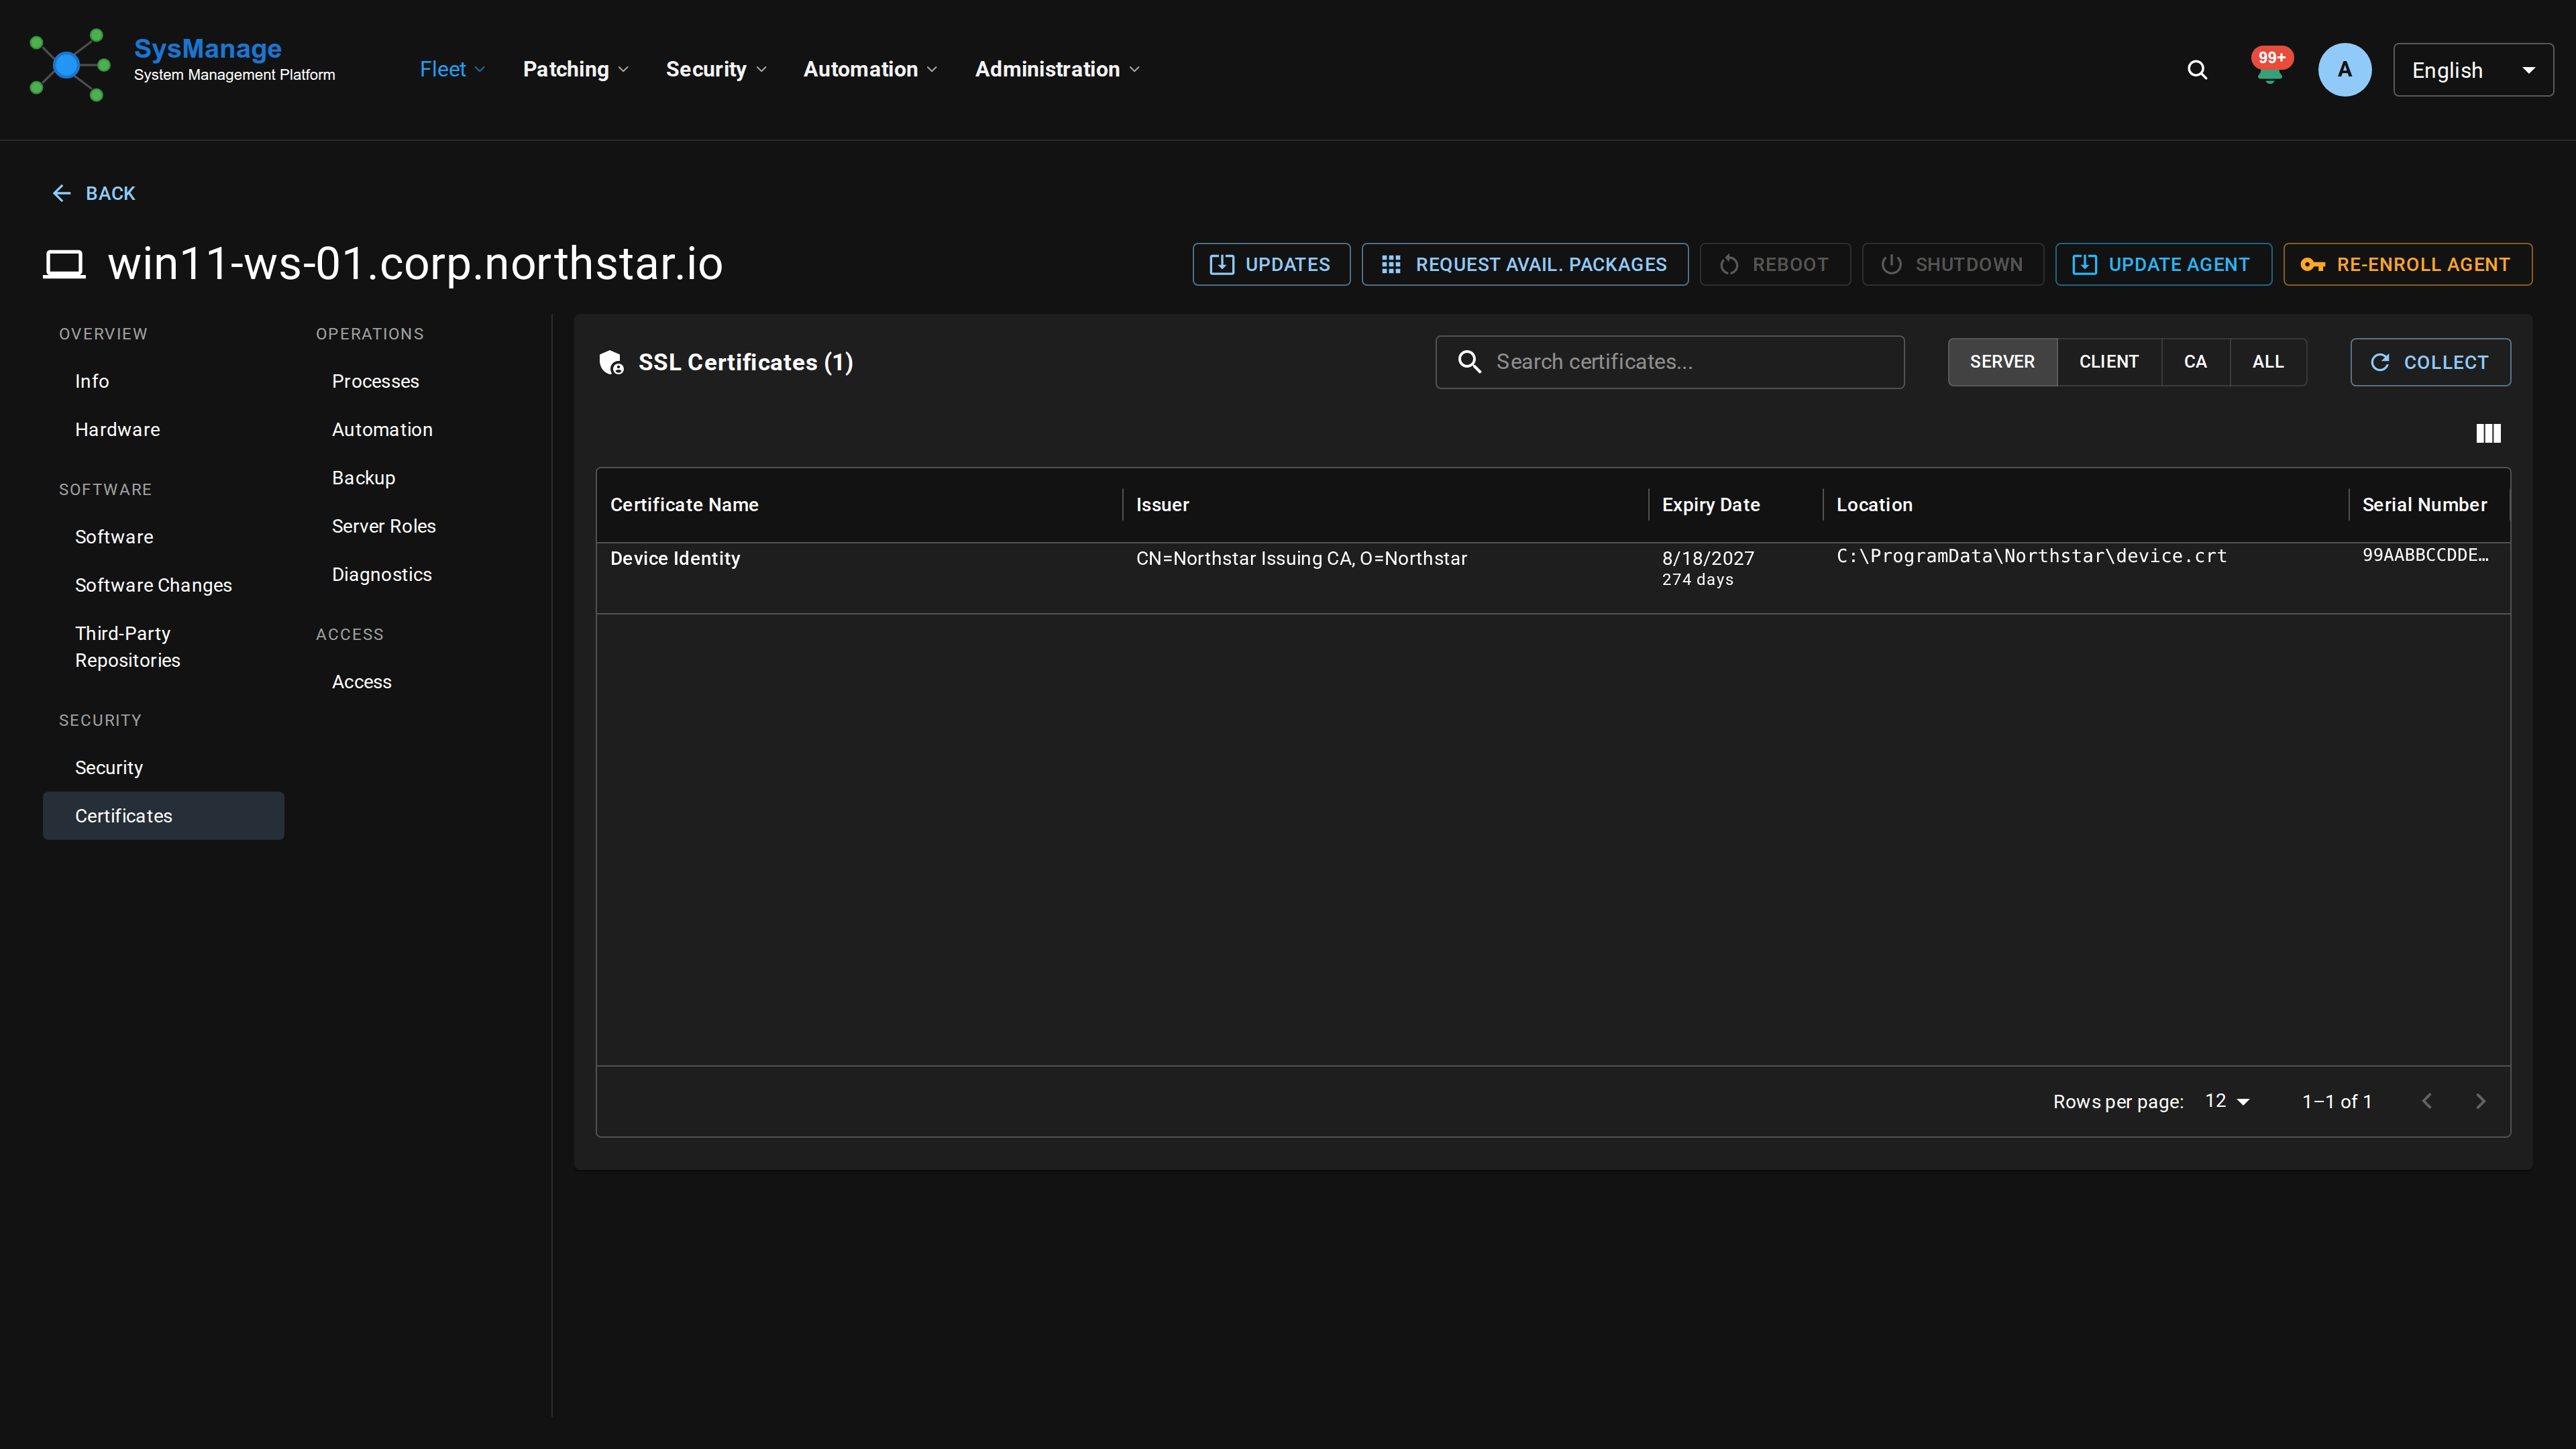 SysManage
System Management Platform
Fleet
Patching
Security
Automation
Administration
99+
A
English
BACK
win11-ws-01.corp.northstar.io
UPDATES
REQUEST AVAIL. PACKAGES
REBOOT
SHUTDOWN
UPDATE AGENT
RE-ENROLL AGENT
OVERVIEW
Info
Hardware
SOFTWARE
Software
Software Changes
Third-Party
Repositories
SECURITY
Security
Certificates
OPERATIONS
Processes
Automation
Backup
Server Roles
Diagnostics
ACCESS
Access
SSL Certificates (1)
Search certificates...
SERVER
CLIENT
CA
ALL
COLLECT
Certificate Name
Issuer
Expiry Date
Location
Serial Number
Device Identity
CN=Northstar Issuing CA, O=Northstar
8/18/2027
274 days
C:\ProgramData\Northstar\device.crt
99AABBCCDDE…
Rows per page:
12
1–1 of 1